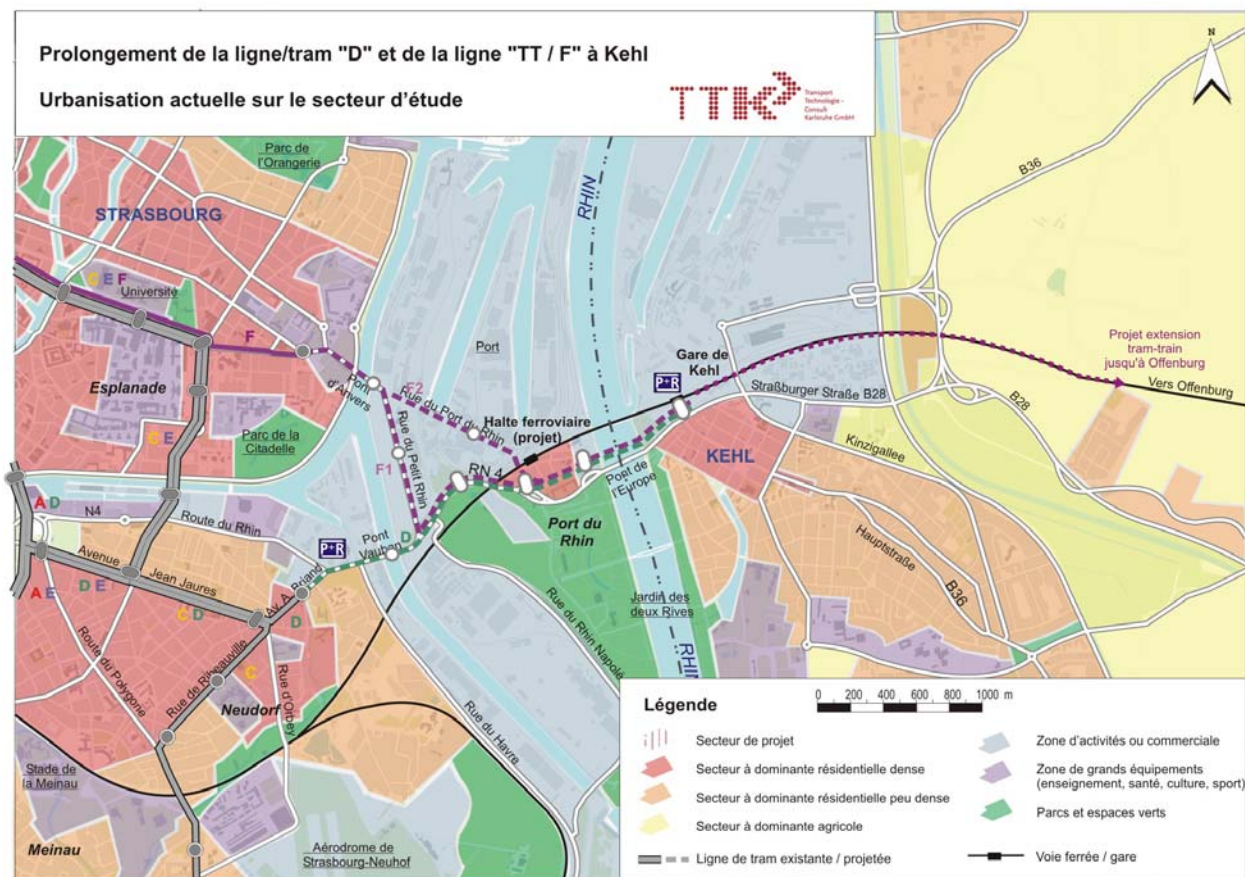 Prolongement de la ligne/tram "D" et de la ligne "TT / F" à Kehl
Urbanisation actuelle sur le secteur d'étude
TTK
Transport
Technologie -
Consult
Karlsruhe GmbH
N
Parc de
l'Orangerie
STRASBOURG
C E F
Université
F
Esplanade
Port
RHIN
B36
Gare de
Kehl
Projet extension
tram-train
jusqu'à Offenburg
Vers Offenburg
Pont
d'Anvers
F2
Rue du Port du Rhin
P+R
Straßburger Straße B28
B28
Halte ferroviaire
(projet)
C E
Parc de la
Citadelle
F1
Rue du Petit Rhin
RN 4
Pont de
l'Europe
KEHL
Kinzigallee
A D
N4
Route du Rhin
P+R
Pont
Vauban
D
Port du
Rhin
Hauptstraße
B36
Avenue
Jean Jaures
Av. A. Briand
A E
D E
C D
D
Jardin des
deux Rives
Rue du Rhin Napolé
RHIN
Route du Polygone
Rue de Ribeauville
C
Neudorf
Rue d'Orbey
Rue du Havre
Stade de
la Meinau
Meinau
Aérodrome de
Strasbourg-Neuhof
Légende
0 200 400 600 800 1000 m
Secteur de projet
Secteur à dominante résidentielle dense
Secteur à dominante résidentielle peu dense
Secteur à dominante agricole
Ligne de tram existante / projetée
Zone d'activités ou commerciale
Zone de grands équipements
(enseignement, santé, culture, sport)
Parcs et espaces verts
Voie ferrée / gare